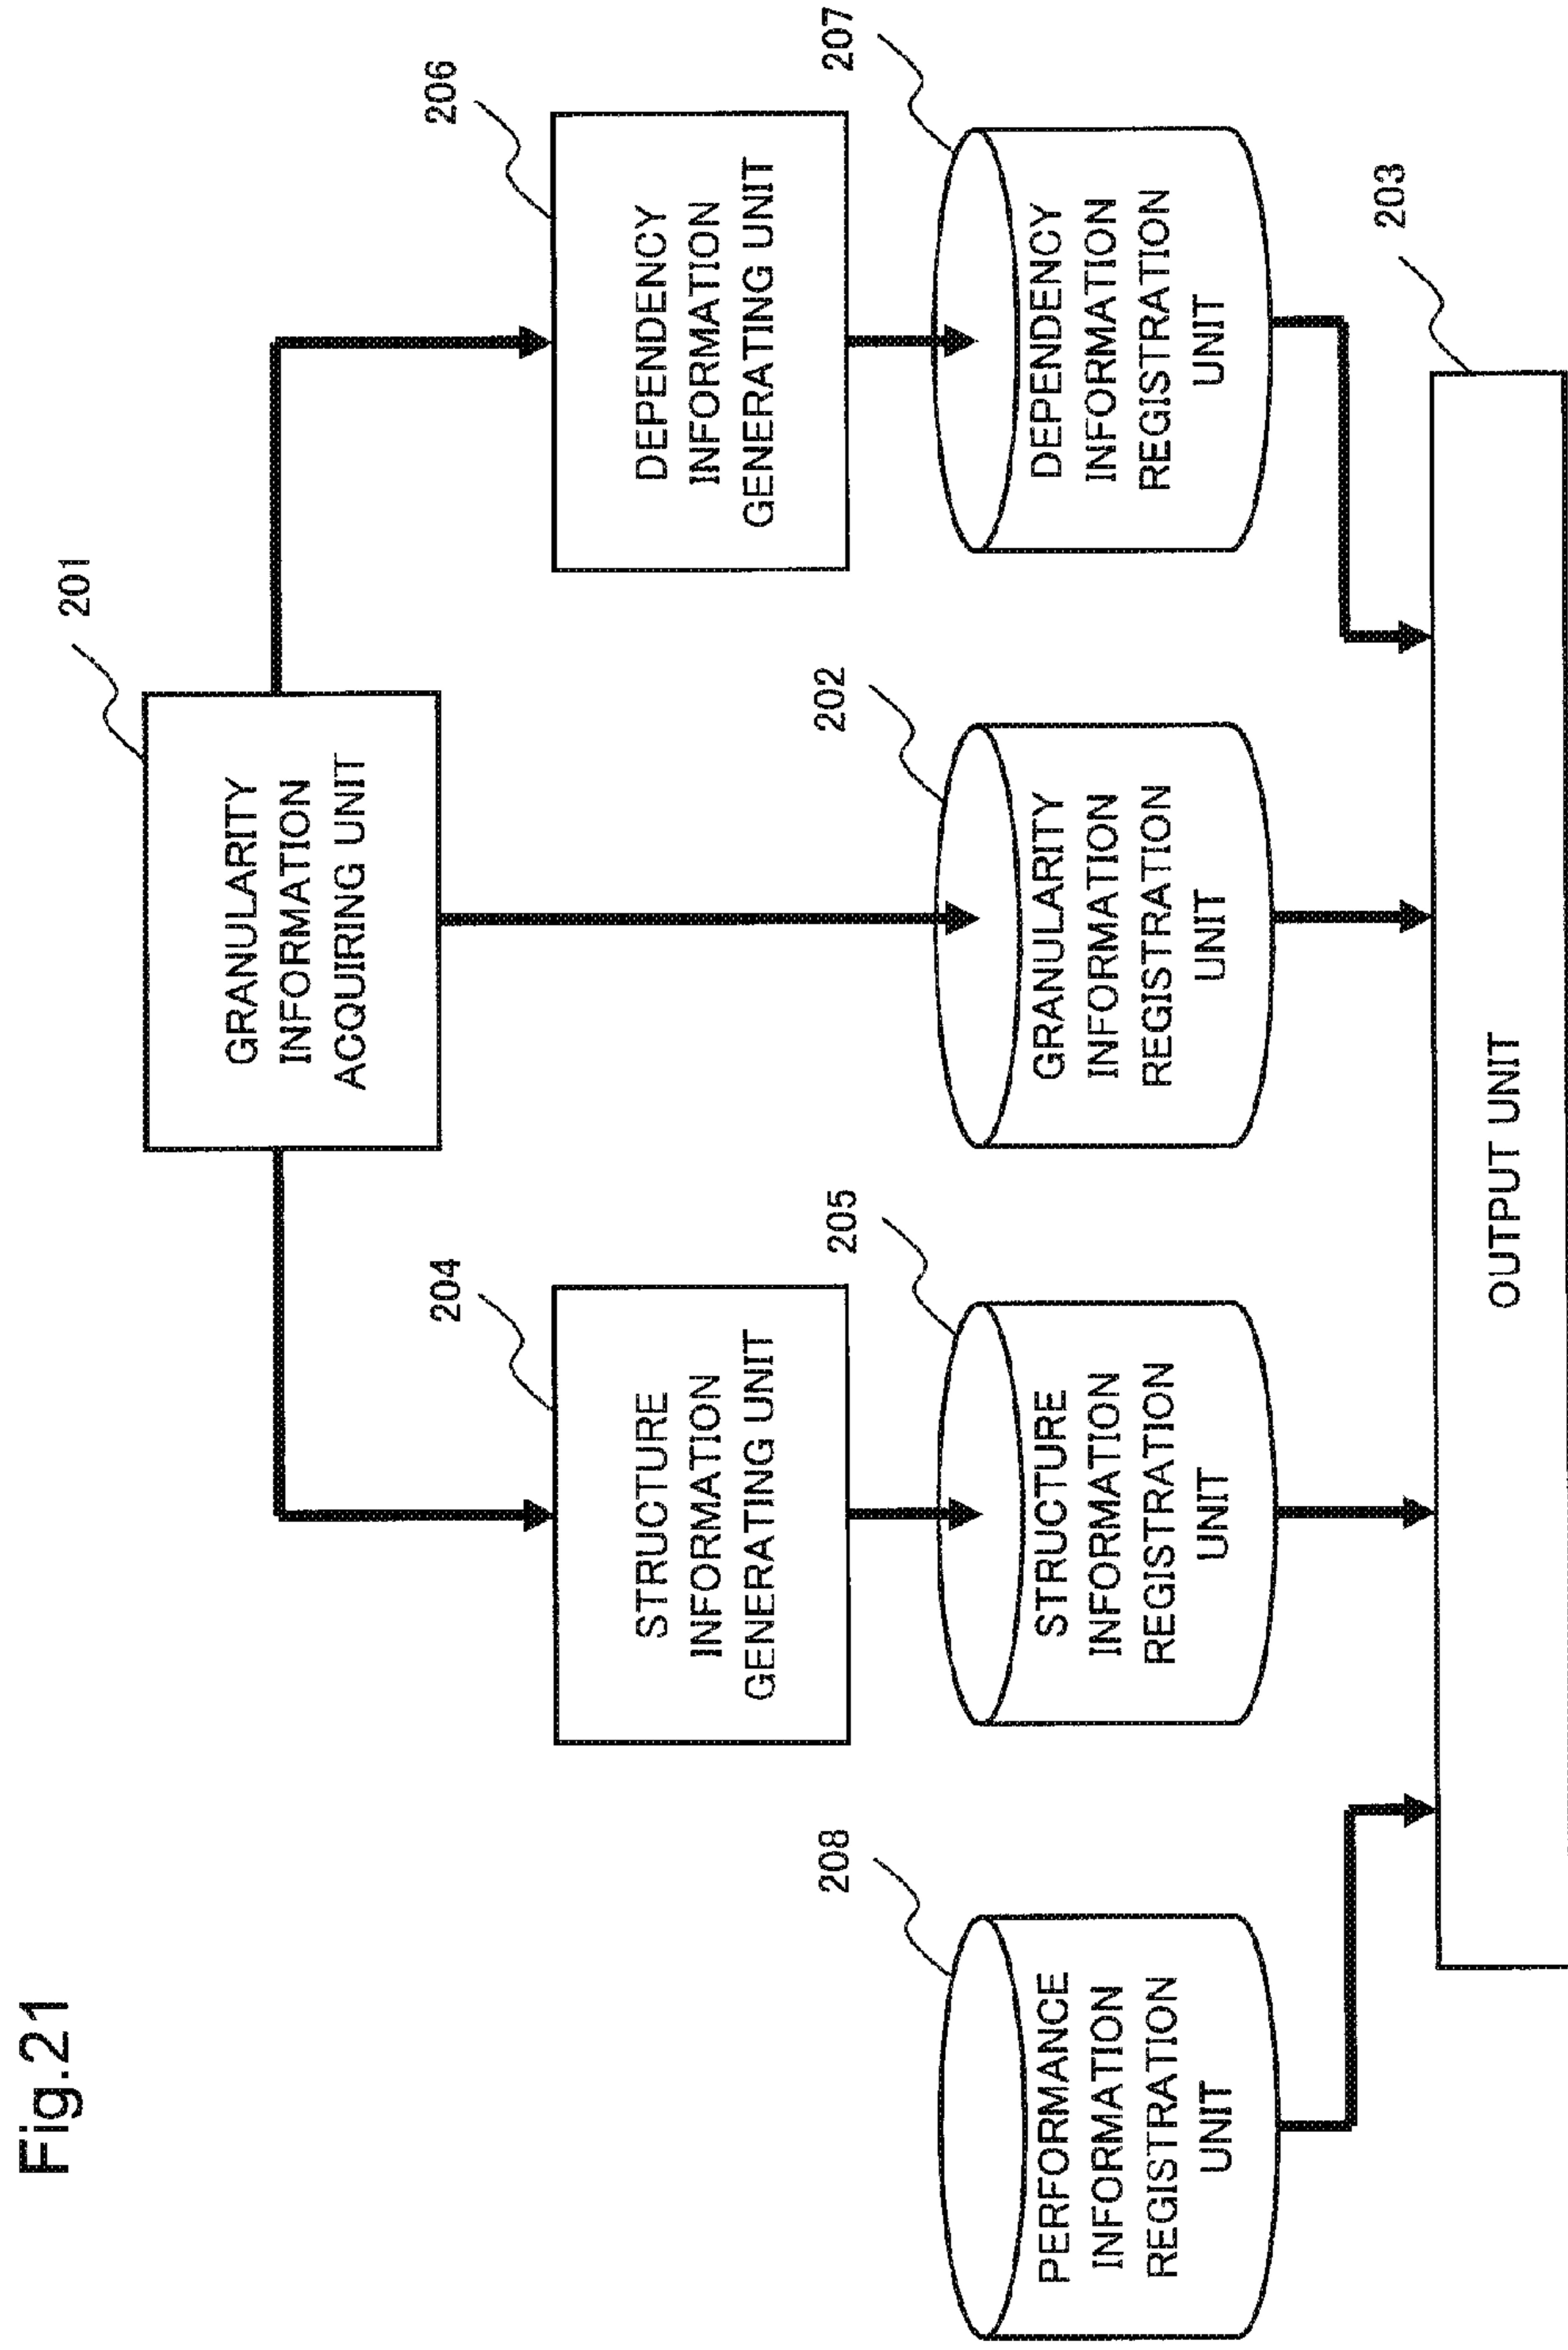 Fig.21
201
GRANULARITY
INFORMATION
ACQUIRING UNIT
204
STRUCTURE
INFORMATION
GENERATING UNIT
206
DEPENDENCY
INFORMATION
GENERATING UNIT
208
PERFORMANCE
INFORMATION
REGISTRATION
UNIT
205
STRUCTURE
INFORMATION
REGISTRATION
UNIT
202
GRANULARITY
INFORMATION
REGISTRATION
UNIT
207
DEPENDENCY
INFORMATION
REGISTRATION
UNIT
203
OUTPUT UNIT